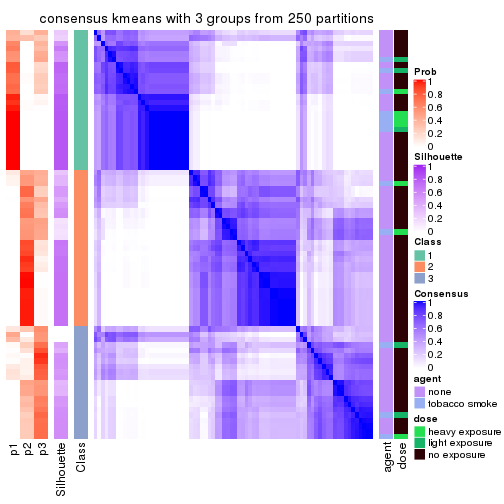 consensus kmeans with 3 groups from 250 partitions
Prob
1
0.8
0.6
0.4
0.2
0
Silhouette
1
0.8
0.6
0.4
0.2
0
Class
1
2
3
Consensus
1
0.8
0.6
0.4
0.2
0
agent
none
tobacco smoke
dose
heavy exposure
light exposure
no exposure
p1
p2
p3
Silhouette
Class
agent
dose